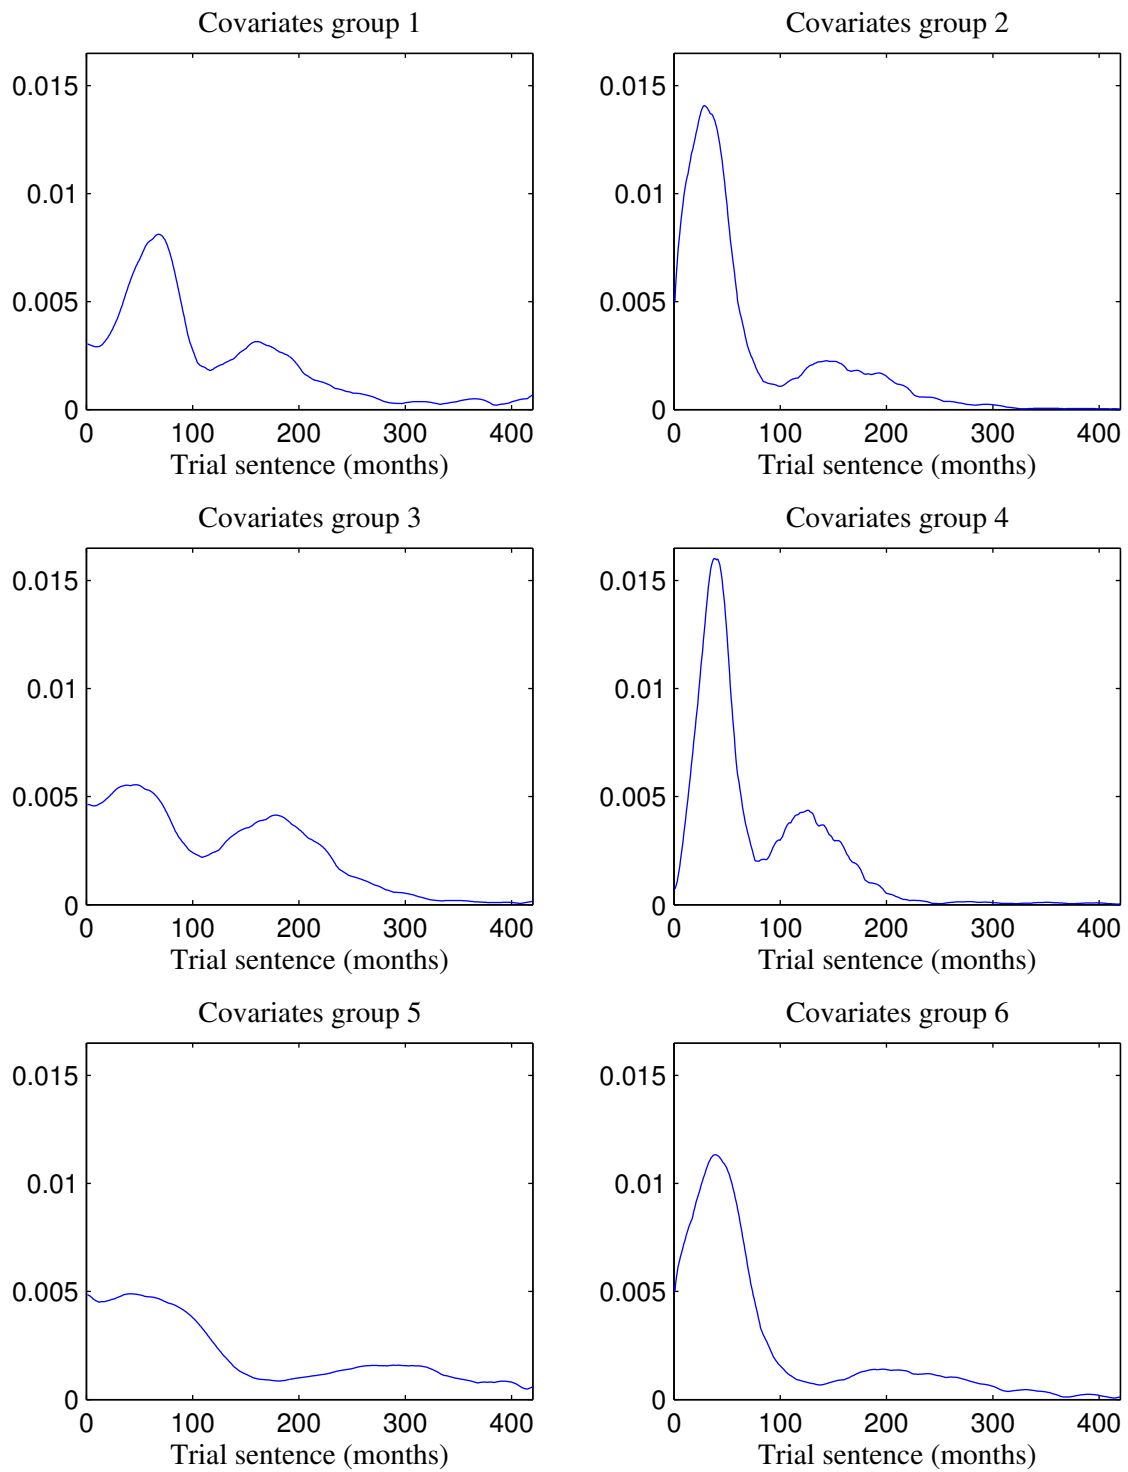 Covariates group 1
0.015
0.01
0.005
0
0 100 200 300 400
Trial sentence (months)
Covariates group 2
0.015
0.01
0.005
0
0 100 200 300 400
Trial sentence (months)
Covariates group 3
0.015
0.01
0.005
0
0 100 200 300 400
Trial sentence (months)
Covariates group 4
0.015
0.01
0.005
0
0 100 200 300 400
Trial sentence (months)
Covariates group 5
0.015
0.01
0.005
0
0 100 200 300 400
Trial sentence (months)
Covariates group 6
0.015
0.01
0.005
0
0 100 200 300 400
Trial sentence (months)